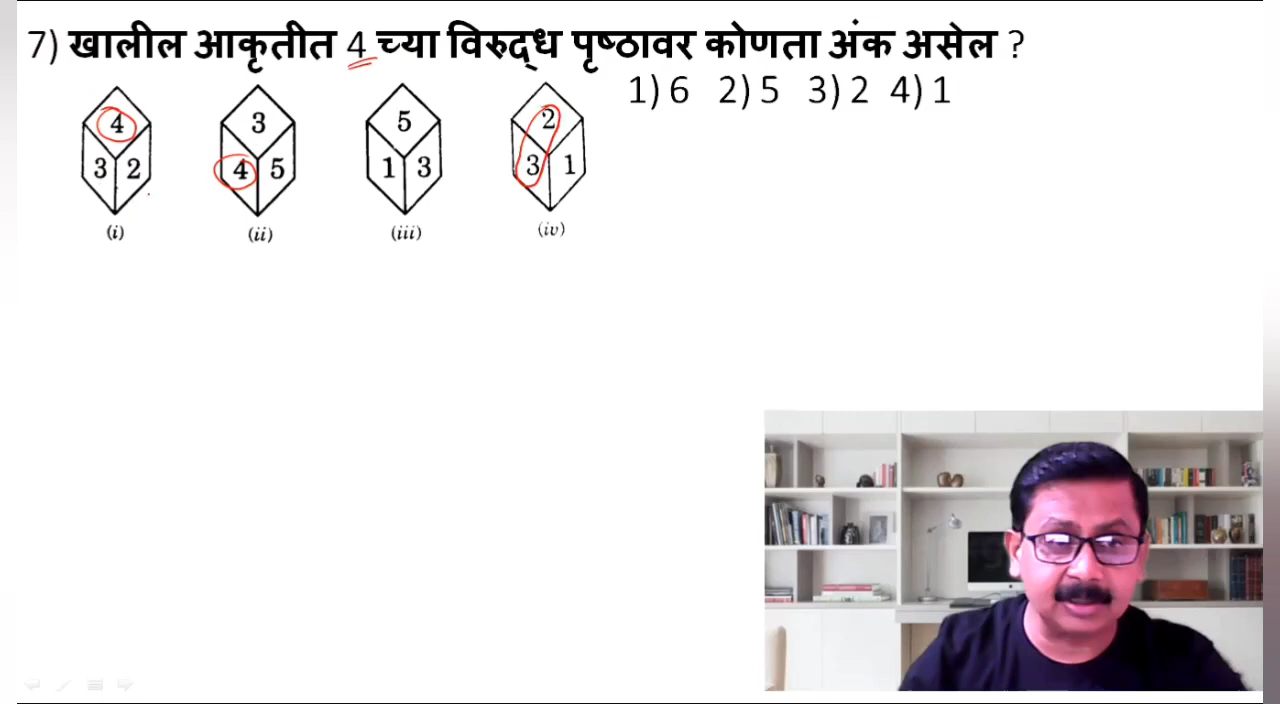 7) खालील आकृतीत 4 च्या विरुद्ध पृष्ठावर कोणता अंक असेल ?
1) 6 2) 5 3) 2 4) 1
4
3 2
(i)
3
4 5
(ii)
5
1 3
(iii)
2
3 1
(iv)